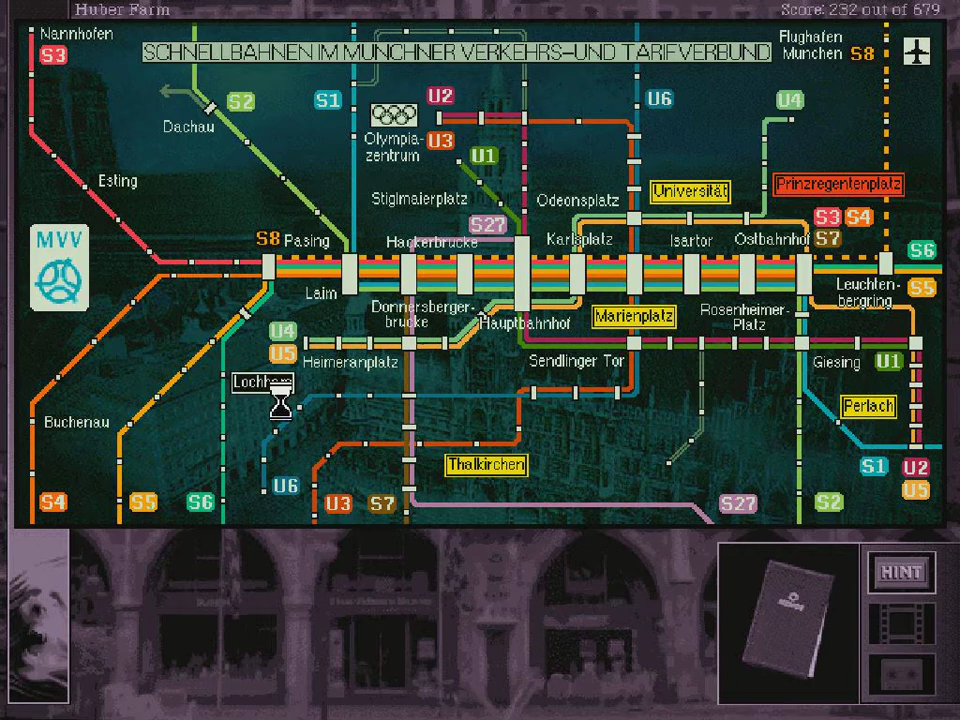 Huber Farm
Score: 232 out of 679
Nannhofen
S3
SCHNELLBAHNEN IM MUNCHNER VERKEHRS-UND TARIFVERBUND
Flughafen
Munchen S8
S2
S1
U2
U6
U4
Dachau
Olympia-
zentrum
U3
U1
Esting
Stiglmaierplatz
Odeonsplatz
Universität
Prinzregentenplatz
S27
S3 S4
MVV
S8 Pasing
Hackerbrucke
Karlsplatz
Isartor
Ostbahnhof
S7
S6
Laim
Donnersberger-
brucke
Hauptbahnhof
Marienplatz
Rosenheimer-
Platz
Leuchten-
bergring
S5
U4
U5
Heimeranplatz
Sendlinger Tor
Giesing
U1
Buchenau
Perlach
Thalkirchen
S1
U2
U5
S4
S5
S6
U6
U3
S7
S27
S2
HINT